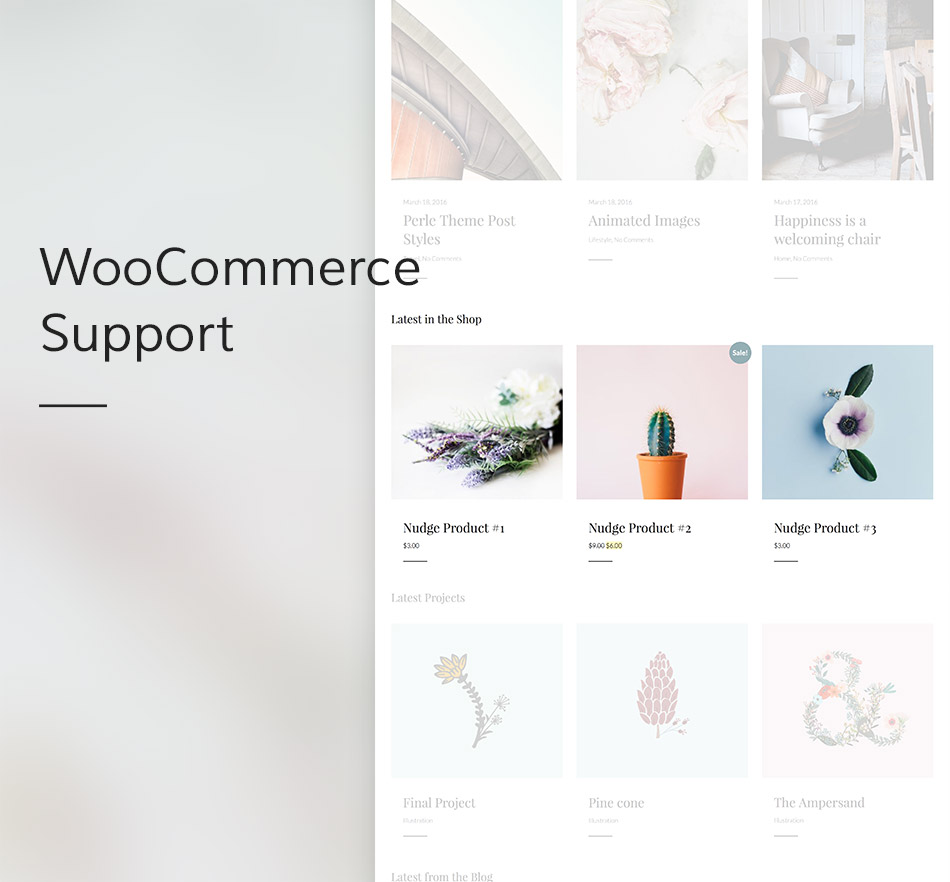 WooCommerce
Support
March 19, 2016
Perle Theme Post
Styles
No Comments
March 18, 2016
Animated Images
Lifestyle, No Comments
March 17, 2016
Happiness is a
welcoming chair
Home, No Comments
Latest in the Shop
Sale!
Nudge Product #1
$3.00
Nudge Product #2
$9.00 $6.00
Nudge Product #3
$3.00
Latest Projects
&
Final Project
Illustration
Pine cone
Illustration
The Ampersand
Illustration
Latest from the Blog